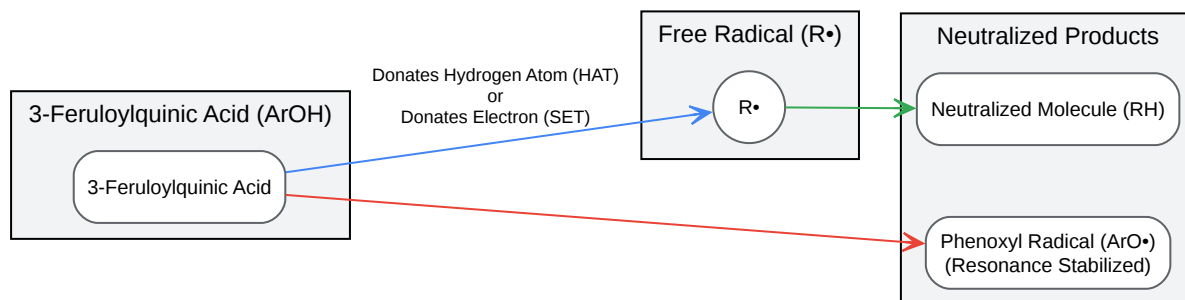 3-Feruloylquinic Acid (ArOH)
3-Feruloylquinic Acid
Donates Hydrogen Atom (HAT)
or
Donates Electron (SET)
Free Radical (R•)
R•
Neutralized Products
Neutralized Molecule (RH)
Phenoxyl Radical (ArO•)
(Resonance Stabilized)